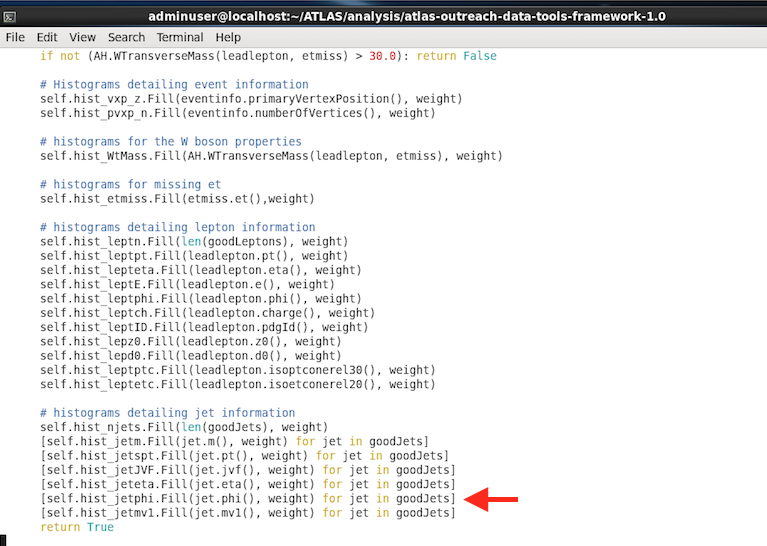 adminuser@localhost:~/ATLAS/analysis/atlas-outreach-data-tools-framework-1.0
File Edit View Search Terminal Help
if not (AH.WTransverseMass(leadlepton, etmiss) > 30.0): return False
# Histograms detailing event information
self.hist_vxp_z.Fill(eventinfo.primaryVertexPosition(), weight)
self.hist_pvxp_n.Fill(eventinfo.numberOfVertices(), weight)
# histograms for the W boson properties
self.hist_WtMass.Fill(AH.WTransverseMass(leadlepton, etmiss), weight)
# histograms for missing et
self.hist_etmiss.Fill(etmiss.et(),weight)
# histograms detailing lepton information
self.hist_leptn.Fill(len(goodLeptons), weight)
self.hist_leptpt.Fill(leadlepton.pt(), weight)
self.hist_lepteta.Fill(leadlepton.eta(), weight)
self.hist_leptE.Fill(leadlepton.e(), weight)
self.hist_leptphi.Fill(leadlepton.phi(), weight)
self.hist_leptch.Fill(leadlepton.charge(), weight)
self.hist_leptID.Fill(leadlepton.pdgId(), weight)
self.hist_lepz0.Fill(leadlepton.z0(), weight)
self.hist_lepd0.Fill(leadlepton.d0(), weight)
self.hist_leptptc.Fill(leadlepton.isoptconerel30(), weight)
self.hist_leptetc.Fill(leadlepton.isoetconerel20(), weight)
# histograms detailing jet information
self.hist_njets.Fill(len(goodJets), weight)
[self.hist_jetm.Fill(jet.m(), weight) for jet in goodJets]
[self.hist_jetspt.Fill(jet.pt(), weight) for jet in goodJets]
[self.hist_jetJVF.Fill(jet.jvf(), weight) for jet in goodJets]
[self.hist_jeteta.Fill(jet.eta(), weight) for jet in goodJets]
[self.hist_jetphi.Fill(jet.phi(), weight) for jet in goodJets]
[self.hist_jetmv1.Fill(jet.mv1(), weight) for jet in goodJets]
return True